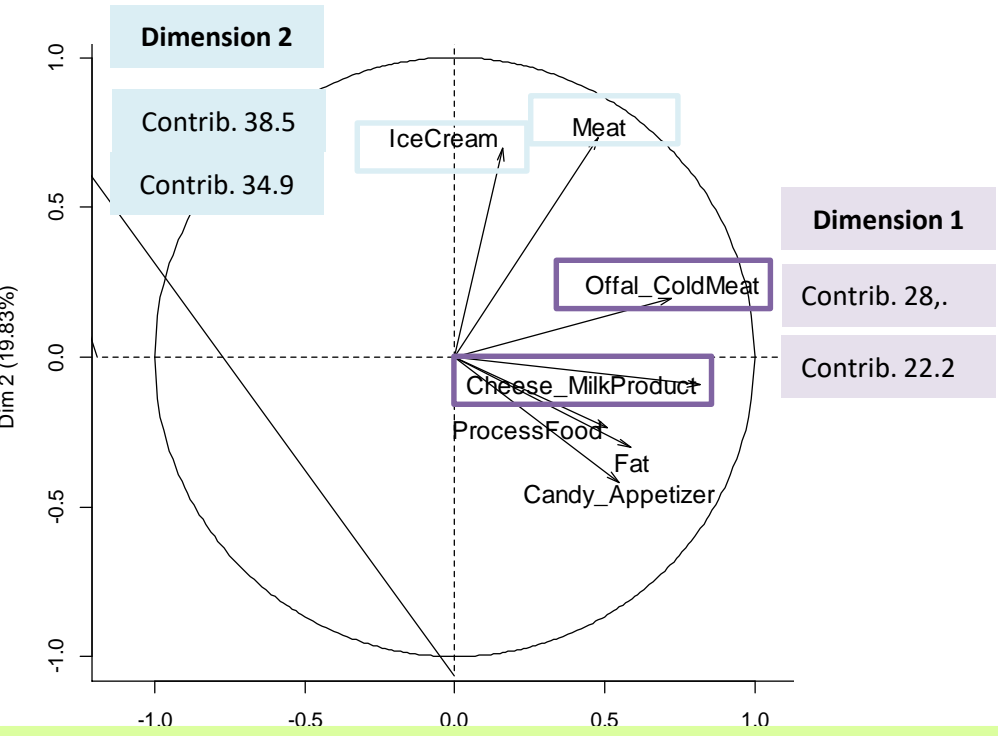 Dimension 2
Contrib. 38.5
Contrib. 34.9
IceCream
Meat
Dimension 1
Offal_ColdMeat
Contrib. 28,.
Cheese_MilkProduct
Contrib. 22.2
ProcessFood
Fat
Candy_Appetizer
Dim 2 (19.83%)
1.0
0.5
0.0
-0.5
-1.0
-1.0 -0.5 0.0 0.5 1.0